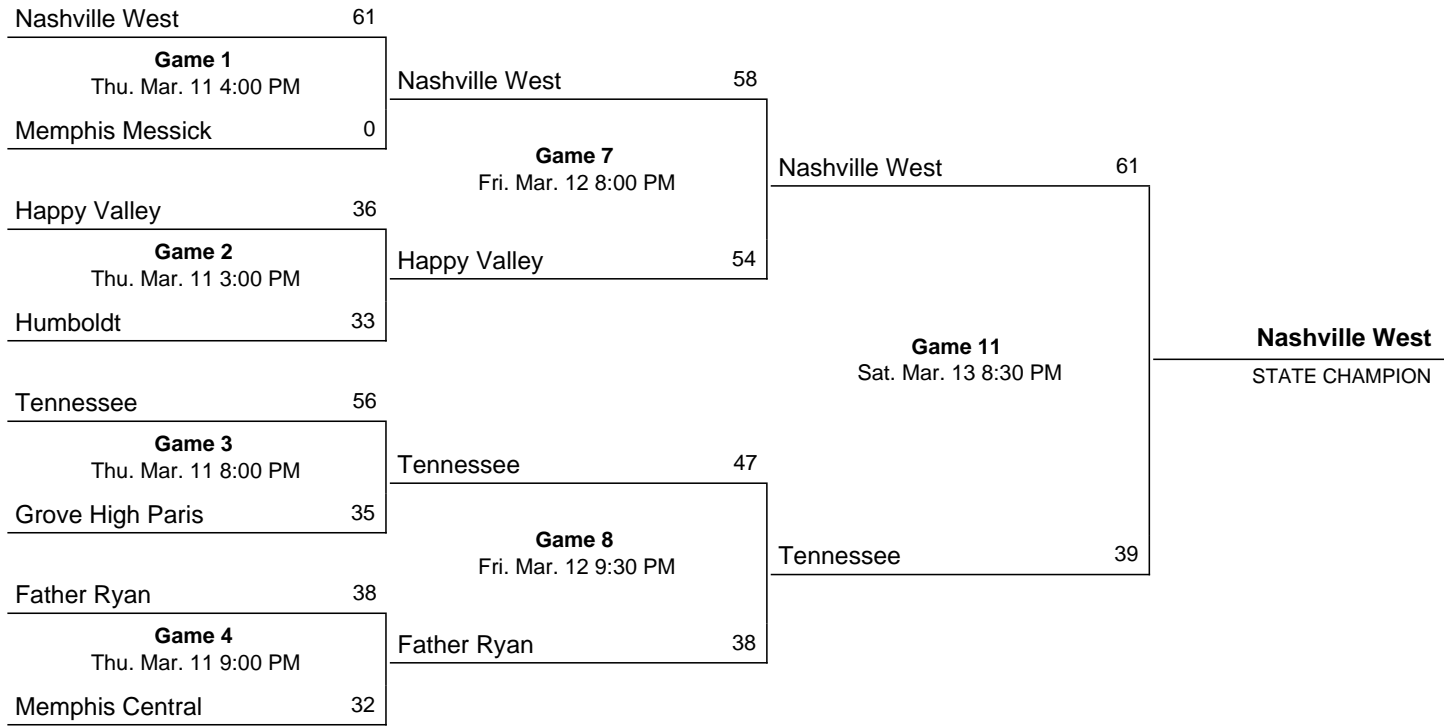 Nashville West 61
Game 1
Thu. Mar. 11 4:00 PM
Memphis Messick 0
Happy Valley 36
Game 2
Thu. Mar. 11 3:00 PM
Humboldt 33
Tennessee 56
Game 3
Thu. Mar. 11 8:00 PM
Grove High Paris 35
Father Ryan 38
Game 4
Thu. Mar. 11 9:00 PM
Memphis Central 32
Nashville West 58
Game 7
Fri. Mar. 12 8:00 PM
Happy Valley 54
Tennessee 47
Game 8
Fri. Mar. 12 9:30 PM
Father Ryan 38
Nashville West 61
Game 11
Sat. Mar. 13 8:30 PM
Tennessee 39
Nashville West
STATE CHAMPION